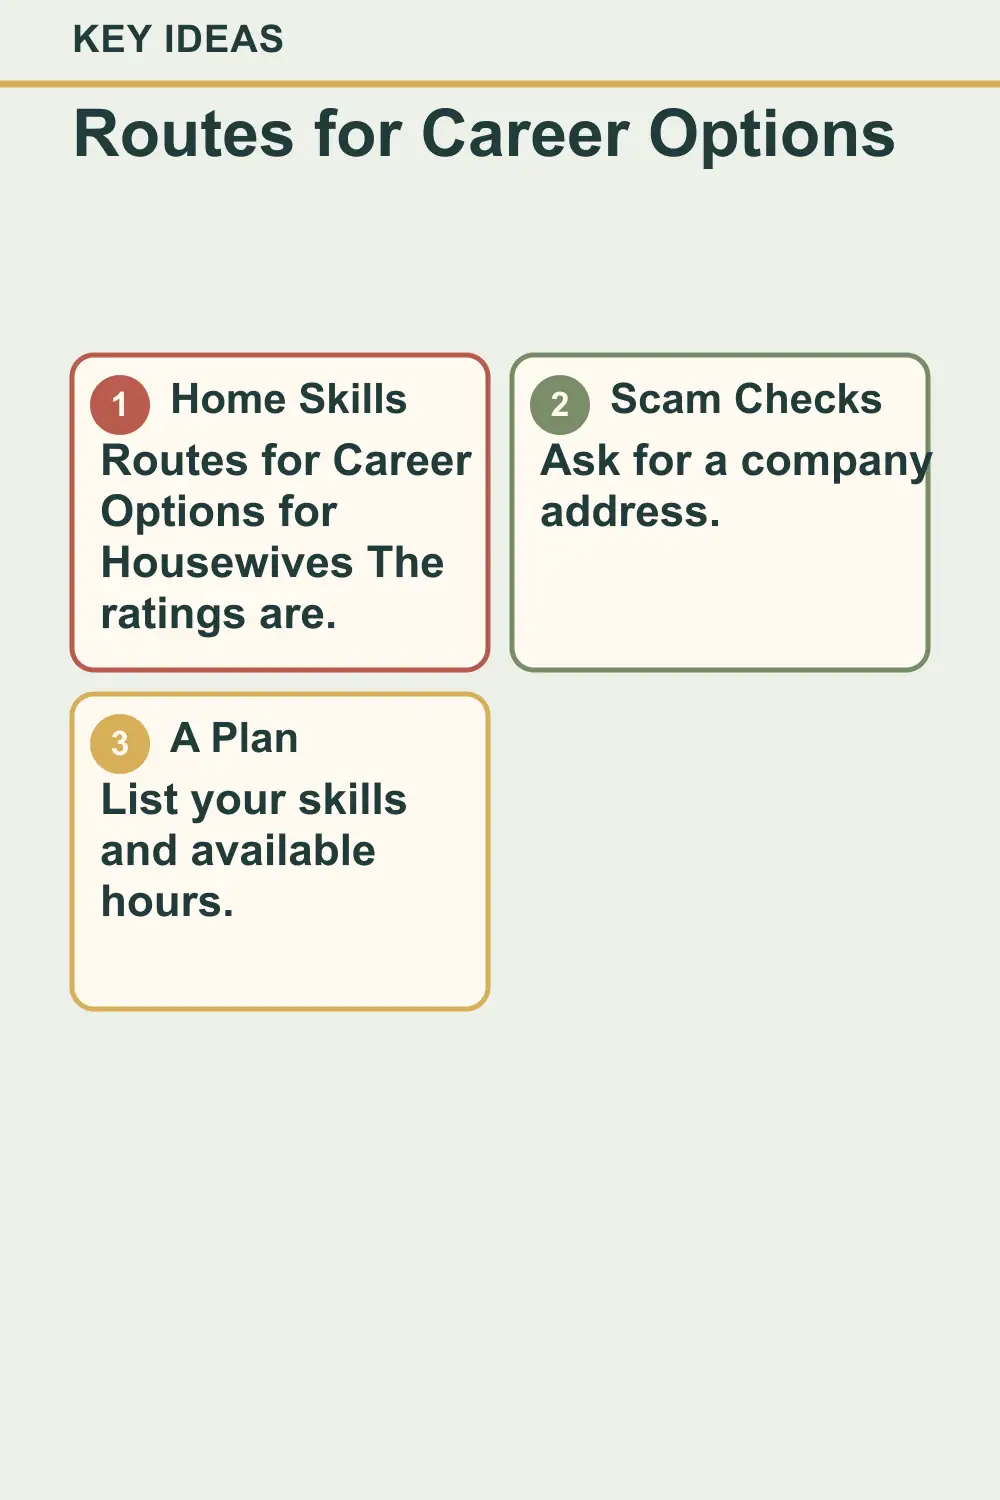 KEY IDEAS
Routes for Career Options
1 Home Skills
Routes for Career
Options for
Housewives The
ratings are.
2 Scam Checks
Ask for a company
address.
3 A Plan
List your skills
and available
hours.